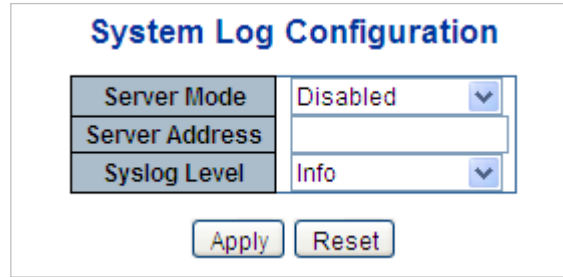 System Log Configuration
Server Mode Disabled
Server Address
Syslog Level Info
Apply Reset